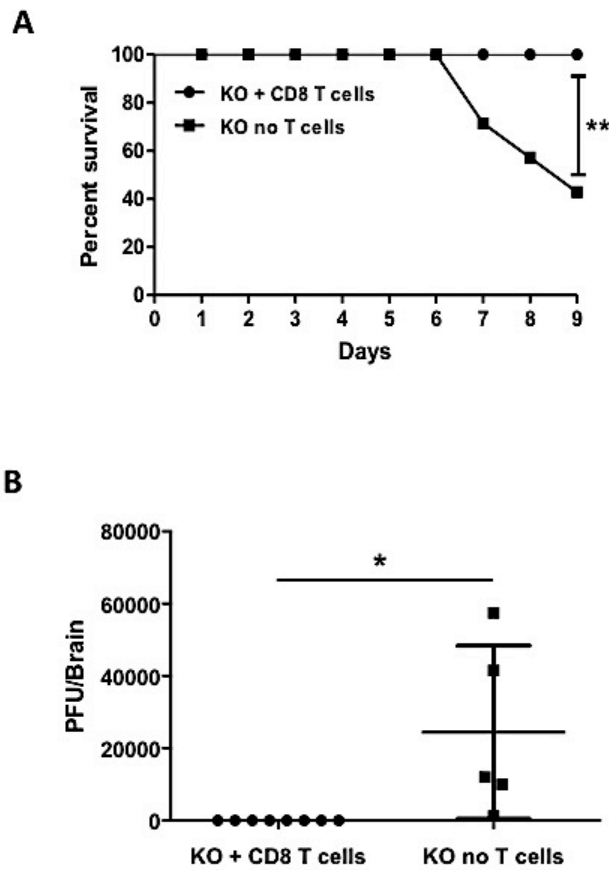 A
100
80
60
40
20
0
Percent survival
KO + CD8 T cells
KO no T cells
**
0 1 2 3 4 5 6 7 8 9
Days
B
80000
60000
40000
20000
0
PFU/Brain
*
KO + CD8 T cells KO no T cells